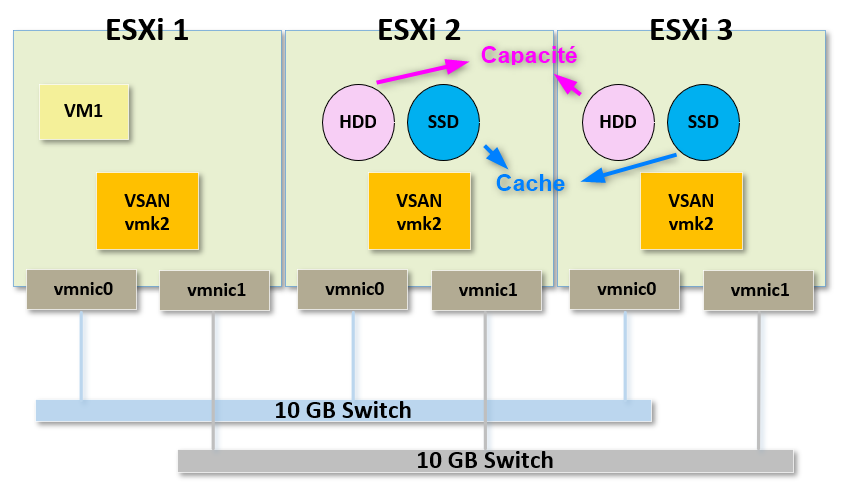 ESXi 1
ESXi 2
ESXi 3
Capacité
VM1
HDD
SSD
HDD
SSD
Cache
VSAN
vmk2
VSAN
vmk2
VSAN
vmk2
vmnic0
vmnic1
vmnic0
vmnic1
vmnic0
vmnic1
10 GB Switch
10 GB Switch